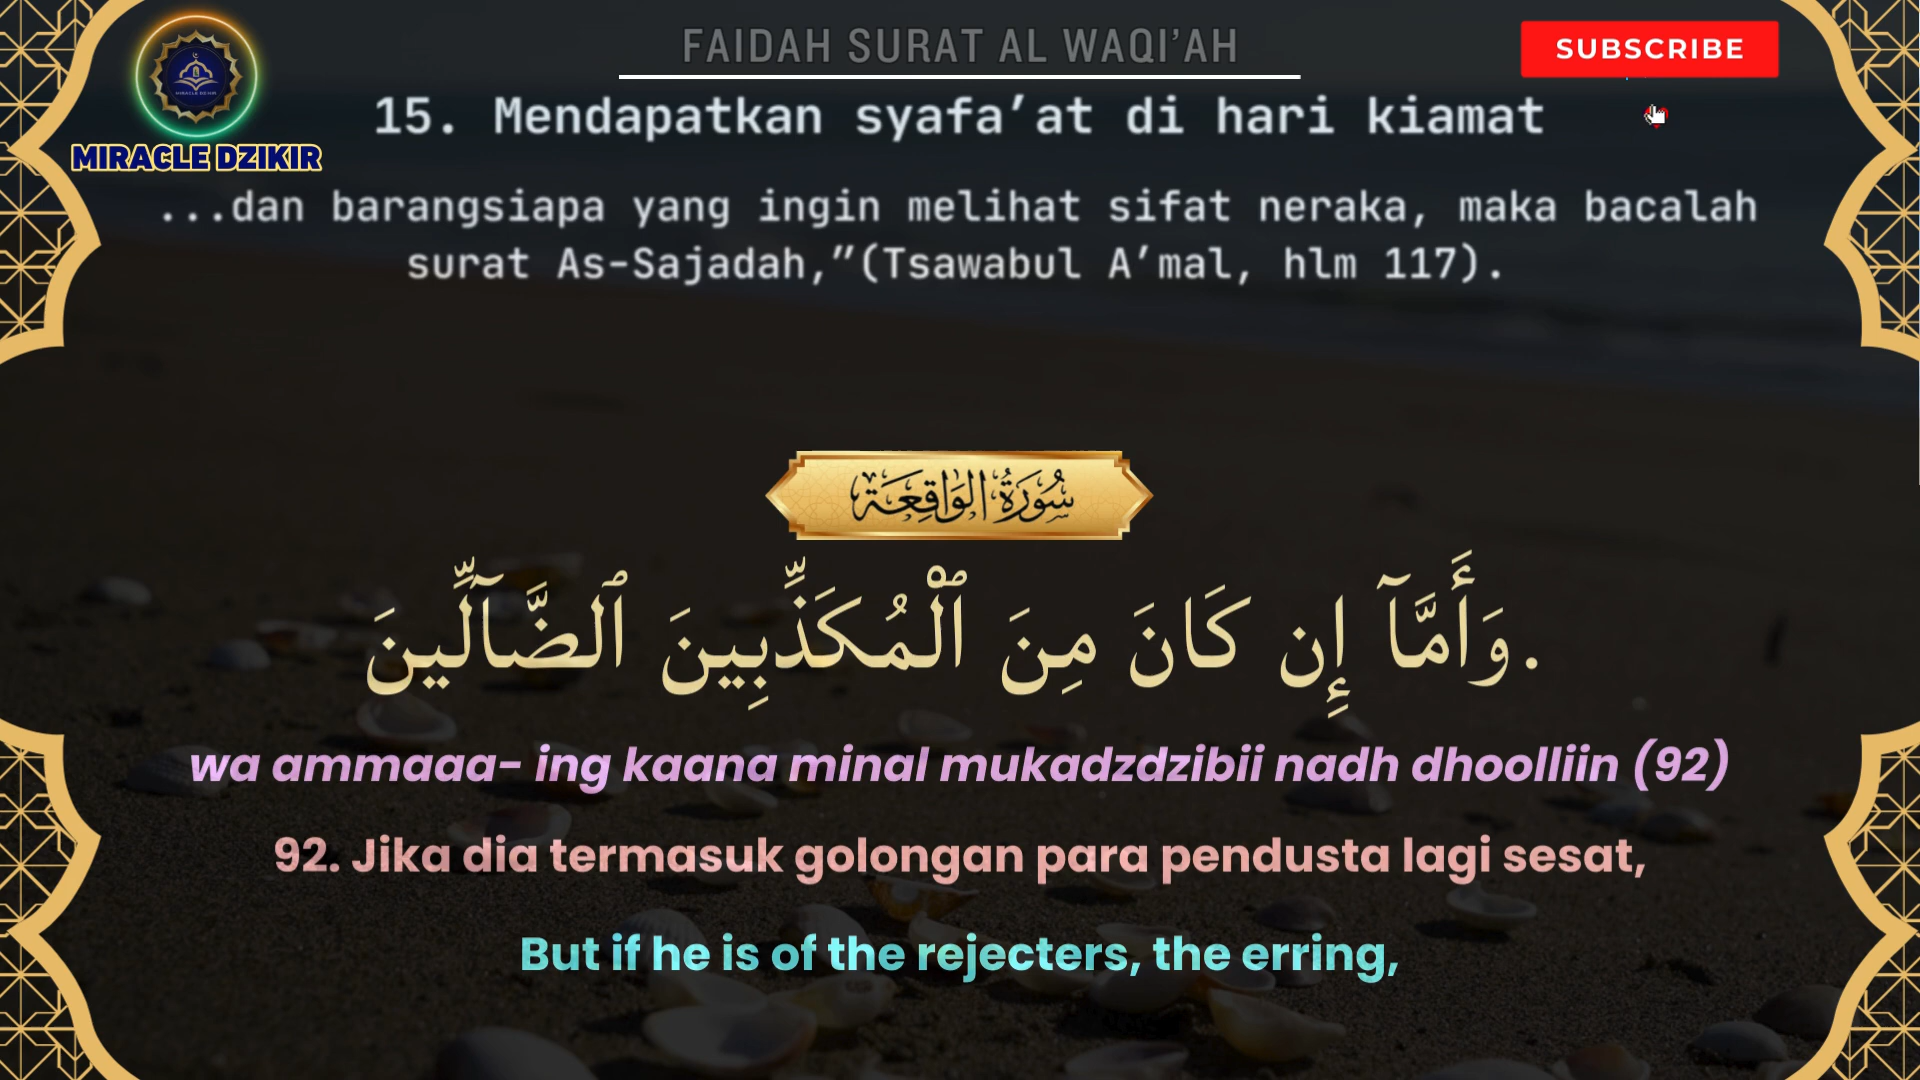 FAIDAH SURAT AL WAQI’AH
SUBSCRIBE
MIRACLE DZIKIR
15. Mendapatkan syafa’at di hari kiamat
...dan barangsiapa yang ingin melihat sifat neraka, maka bacalah
surat As-Sajadah,”(Tsawabul A’mal, hlm 117).
سُورَةُ الوَاقِعَة
وَأَمَّآ إِن كَانَ مِنَ ٱلْمُكَذِّبِينَ ٱلضَّآلِّينَ.
wa ammaaa- ing kaana minal mukadzdzibii nadh dhoolliin (92)
92. Jika dia termasuk golongan para pendusta lagi sesat,
But if he is of the rejecters, the erring,